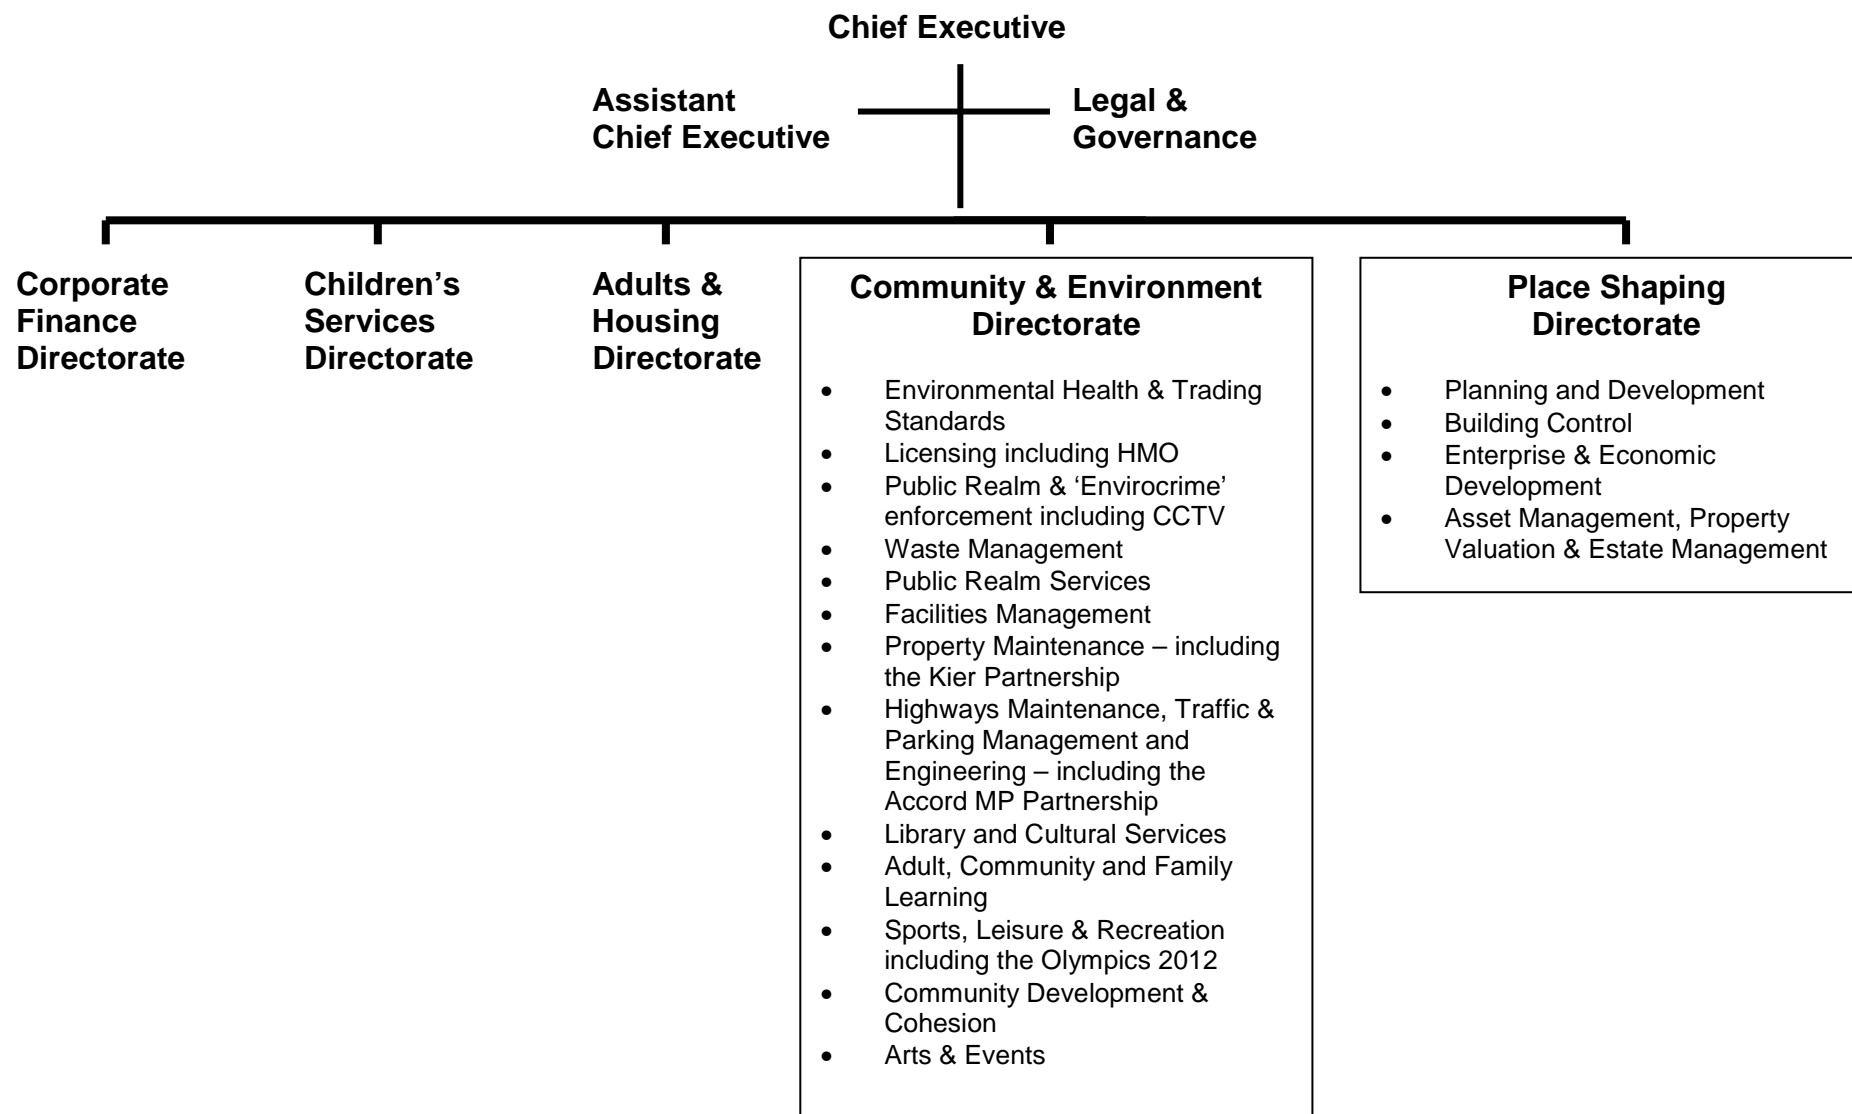 Chief Executive
Assistant
Chief Executive
Legal &
Governance
Corporate
Finance
Directorate
Children’s
Services
Directorate
Adults &
Housing
Directorate
Community & Environment
Directorate
• Environmental Health & Trading
Standards
• Licensing including HMO
• Public Realm & ‘Envirocrime’
enforcement including CCTV
• Waste Management
• Public Realm Services
• Facilities Management
• Property Maintenance – including
the Kier Partnership
• Highways Maintenance, Traffic &
Parking Management and
Engineering – including the
Accord MP Partnership
• Library and Cultural Services
• Adult, Community and Family
Learning
• Sports, Leisure & Recreation
including the Olympics 2012
• Community Development &
Cohesion
• Arts & Events
Place Shaping
Directorate
• Planning and Development
• Building Control
• Enterprise & Economic
Development
• Asset Management, Property
Valuation & Estate Management